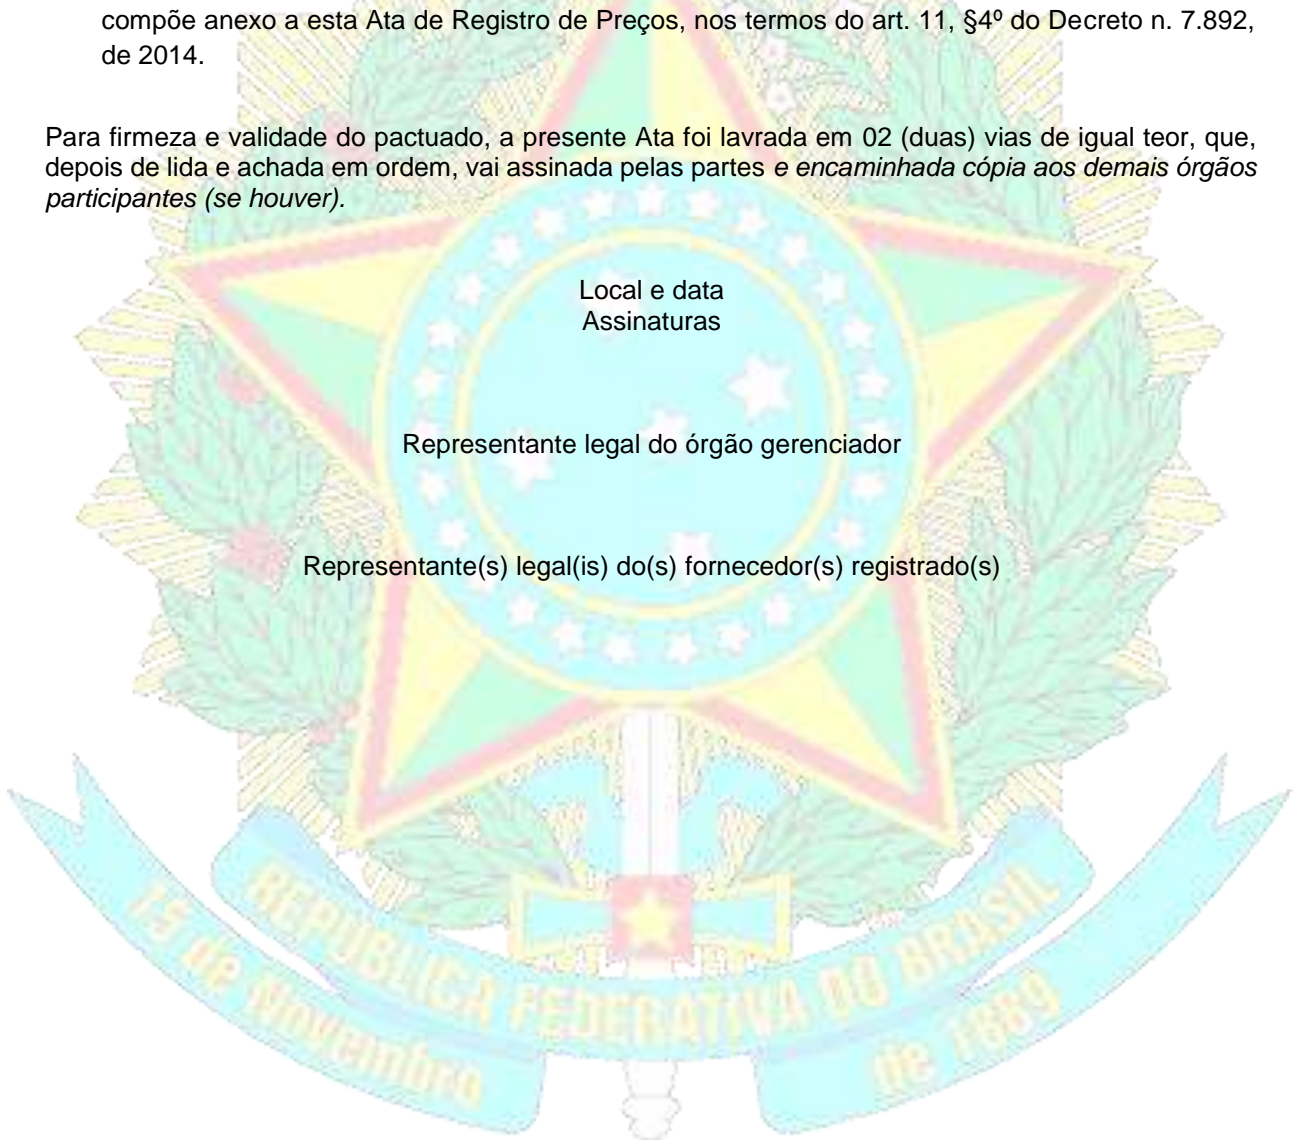 compõe anexo a esta Ata de Registro de Preços, nos termos do art. 11, §4º do Decreto n. 7.892,
de 2014.
Para firmeza e validade do pactuado, a presente Ata foi lavrada em 02 (duas) vias de igual teor, que,
depois de lida e achada em ordem, vai assinada pelas partes e encaminhada cópia aos demais órgãos
participantes (se houver).
Local e data
Assinaturas
Representante legal do órgão gerenciador
Representante(s) legal(is) do(s) fornecedor(s) registrado(s)
REPÚBLICA FEDERATIVA DO BRASIL
15 de Novembro
de 1889